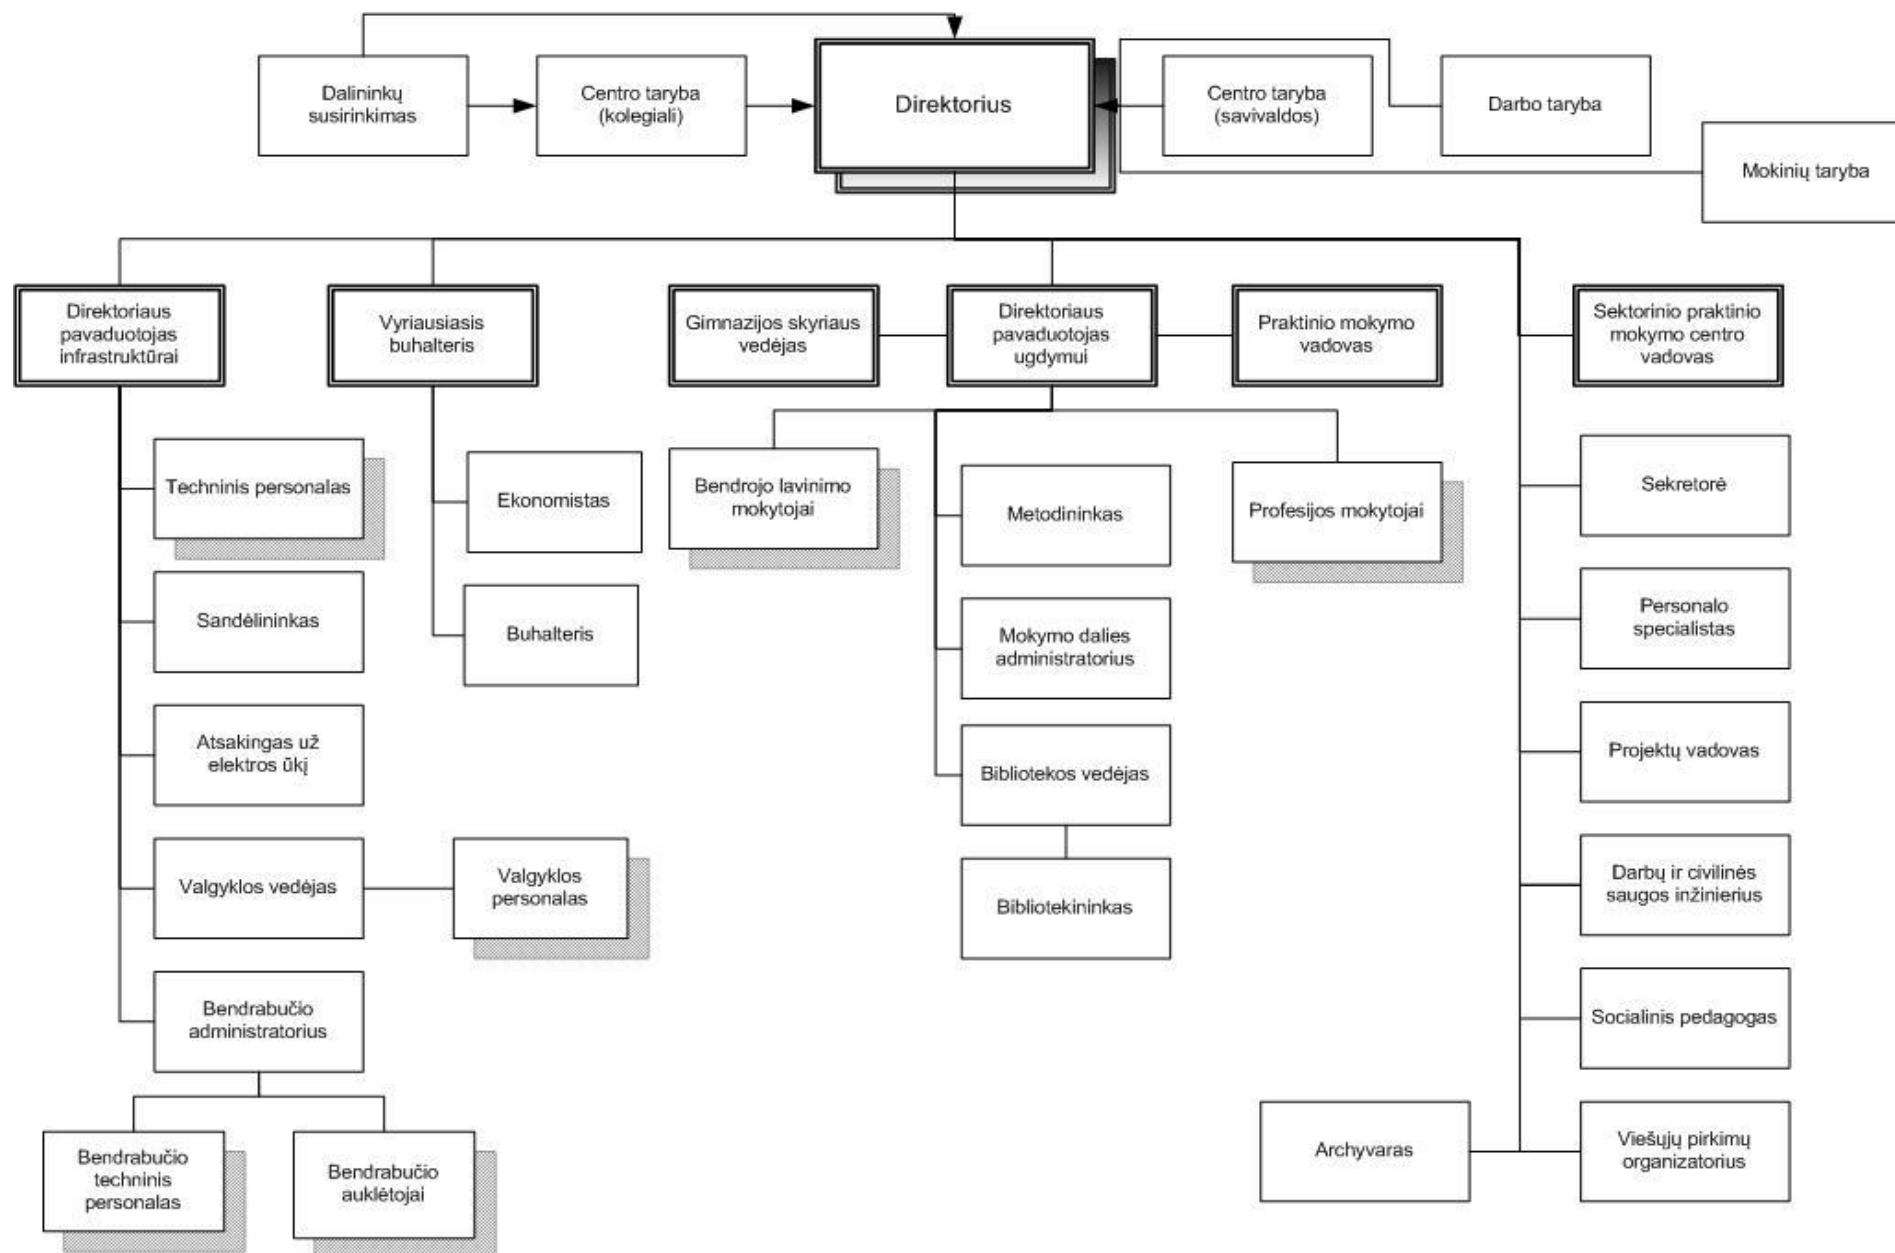 Dalininkų
susirinkimas
Centro taryba
(kolegiali)
Direktorius
Centro taryba
(savivaldos)
Darbo taryba
Mokinių taryba
Direktoriaus
pavaduotojas
infrastruktūrai
Vyriausiasis
buhalteris
Gimnazijos skyriaus
vedėjas
Direktoriaus
pavaduotojas
ugdymui
Praktinio mokymo
vadovas
Sektorinio praktinio
mokymo centro
vadovas
Techninis personalas
Ekonomistas
Bendrojo lavinimo
mokytojai
Metodininkas
Profesijos mokytojai
Sekretorė
Sandėlininkas
Buhalteris
Mokymo dalies
administratorius
Personalo
specialistas
Atsakingas už
elektros ūkį
Bibliotekos vedėjas
Projektų vadovas
Valgyklos vedėjas
Valgyklos
personalas
Bibliotekininkas
Darbų ir civilinės
saugos inžinierius
Bendrabučio
administratorius
Socialinis pedagogas
Bendrabučio
techninis
personalas
Bendrabučio
auklėtojai
Archyvaras
Viešųjų pirkimų
organizatorius